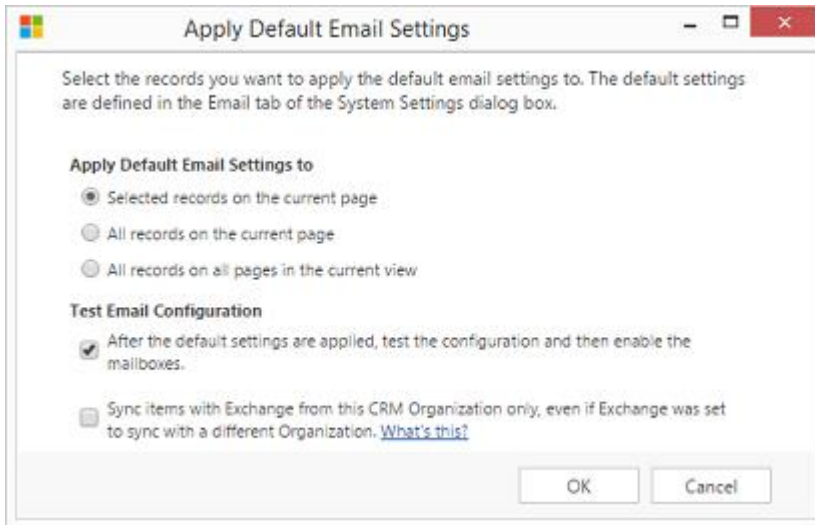 Apply Default Email Settings
Select the records you want to apply the default email settings to. The default settings
are defined in the Email tab of the System Settings dialog box.
Apply Default Email Settings to
Selected records on the current page
All records on the current page
All records on all pages in the current view
Test Email Configuration
After the default settings are applied, test the configuration and then enable the
mailboxes.
Sync items with Exchange from this CRM Organization only, even if Exchange was set
to sync with a different Organization. What's this?
OK Cancel